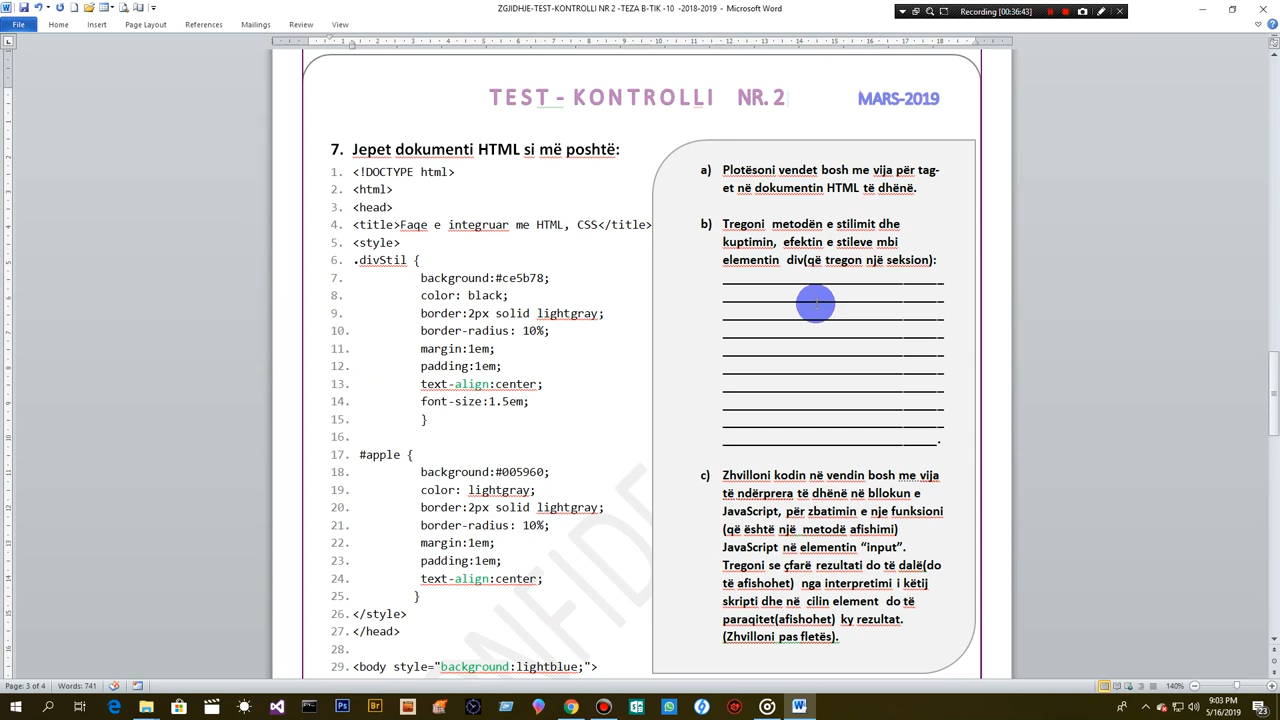 ZGJIDHJE-TEST-KONTROLLI NR 2 -TEZA B-TIK -10 -2018-2019 - Microsoft Word
Recording [00:36:43]
File Home Insert Page Layout References Mailings Review View
TEST - KONTROLLI NR. 2 MARS-2019
7. Jepet dokumenti HTML si më poshtë:
1. <!DOCTYPE html>
2. <html>
3. <head>
4. <title>Faqe e integruar me HTML, CSS</title>
5. <style>
6. .divStil {
7. background:#ce5b78;
8. color: black;
9. border:2px solid lightgray;
10. border-radius: 10%;
11. margin:1em;
12. padding:1em;
13. text-align:center;
14. font-size:1.5em;
15. }
16.
17. #apple {
18. background:#005960;
19. color: lightgray;
20. border:2px solid lightgray;
21. border-radius: 10%;
22. margin:1em;
23. padding:1em;
24. text-align:center;
25. }
26. </style>
27. </head>
28.
29. <body style="background:lightblue;">
a) Plotësoni vendet bosh me vija për tag-
et në dokumentin HTML të dhënë.
b) Tregoni metodën e stilimit dhe
kuptimin, efektin e stileve mbi
elementin div(që tregon një seksion):
c) Zhvilloni kodin në vendin bosh me vija
të ndërprera të dhënë në bllokun e
JavaScript, për zbatimin e nje funksioni
(që është një metodë afishimi)
JavaScript në elementin “input”.
Tregoni se çfarë rezultati do të dalë(do
të afishohet) nga interpretimi i këtij
skripti dhe në cilin element do të
paraqitet(afishohet) ky rezultat.
(Zhvilloni pas fletës).
Page: 3 of 4 Words: 741 140%
9:03 PM
5/16/2019